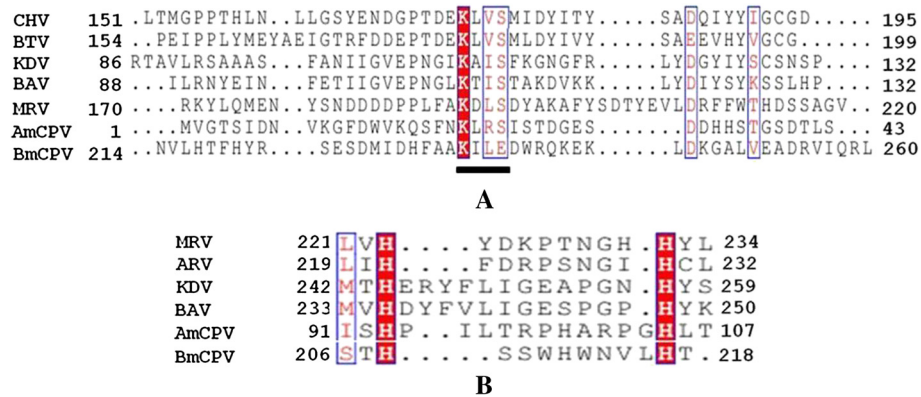 CHV 151 .LTMGPPTHLN..LLGSYENDGPTDEKLVSMIDYITY.....SADQIYYIGCGD..... 195
BTV 154 ..PEIPPLYMEYAEIGTRFDDEPTDEKLVSMLDYIVY.....SAEEVHYVGCG...... 199
KDV 86 RTAVLRSAAAS..FANIIGVEPNGIKAISFKGNGFR.....LYDGYIYSCSNSP..... 132
BAV 88 ...ILRNYEIN..FETIIGVEPNGIKAISTAKDVKK.....LYDIYSYKSSLHP..... 132
MRV 170 ....RKYLQMEN..YSNDDDDPPLFAKDLSDYAKAFYSDTYEVLDRFFWTHDSSAGV.. 220
AmCPV 1 ....MVGTSIDN..VKGFDWVKQSFNKLRSISTDGES......DDHHSTGSDTLS.... 43
BmCPV 214 ..NVLHTFHYR...SESDMIDHFAAKILEDWRQKEK......LDKGALVEADRVIQRL 260
A
MRV 221 LVH....YDKPTNGH.HYL 234
ARV 219 LIH....FDRPSNGI.HCL 232
KDV 242 MTHERYFLIGEAPGN.HYS 259
BAV 233 MVHDYFVLIGESPGP.HYK 250
AmCPV 91 ISHP..ILTRPHARPGHLT 107
BmCPV 206 STH.....SSWHWNVLHT. 218
B